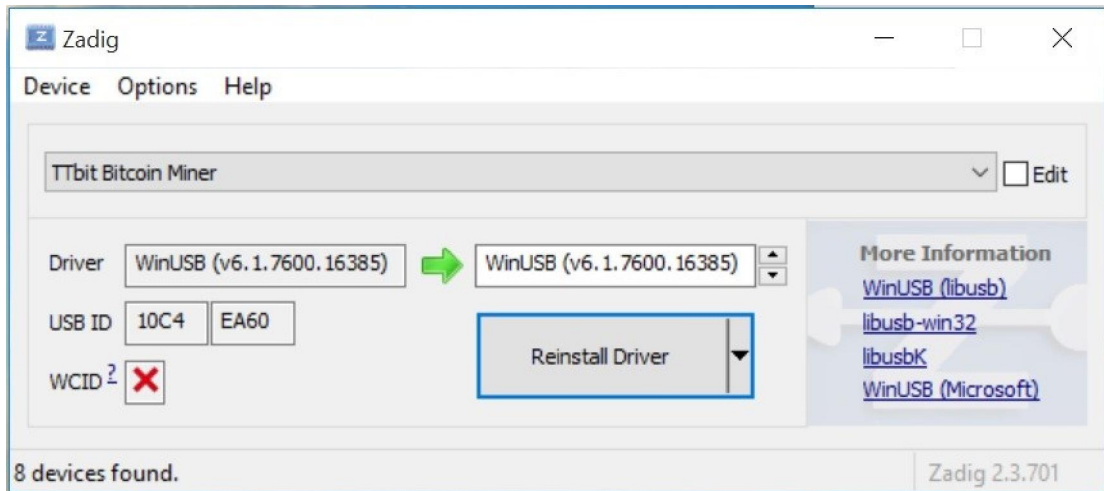 Zadig
Device Options Help
TTbit Bitcoin Miner Edit
Driver WinUSB (v6.1.7600.16385) WinUSB (v6.1.7600.16385)
USB ID 10C4 EA60
WCID ?
Reinstall Driver
More Information
WinUSB (libusb)
libusb-win32
libusbK
WinUSB (Microsoft)
8 devices found. Zadig 2.3.701